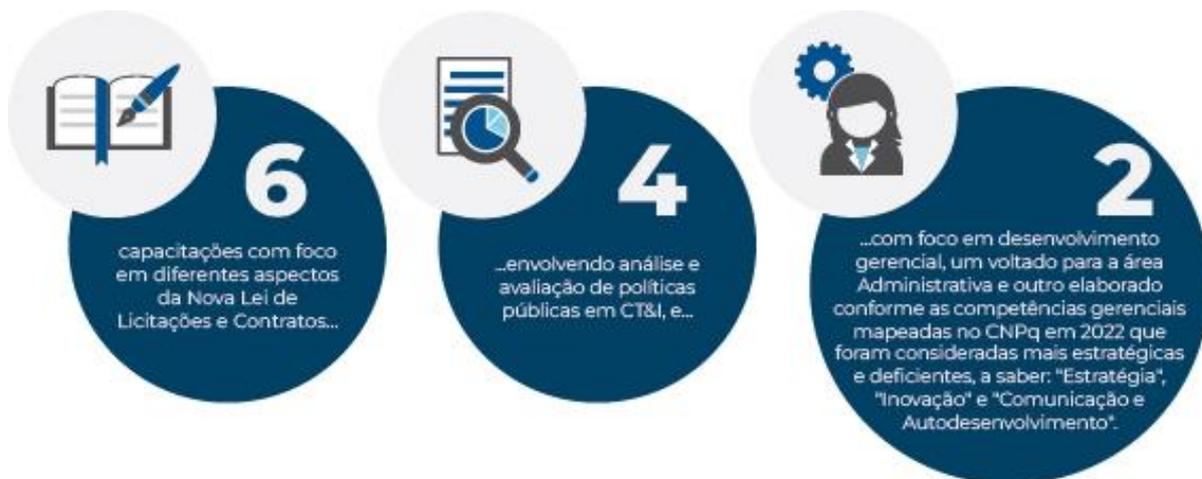 6
capacitações com foco
em diferentes aspectos
da Nova Lei de
Licitações e Contratos...
4
...envolvendo análise e
avaliação de políticas
públicas em CT&I, e...
2
...com foco em desenvolvimento
gerencial, um voltado para a área
Administrativa e outro elaborado
conforme as competências gerenciais
mapeadas no CNPq em 2022 que
foram consideradas mais estratégicas
e deficientes, a saber: "Estratégia",
"Inovação" e "Comunicação e
Autodesenvolvimento".